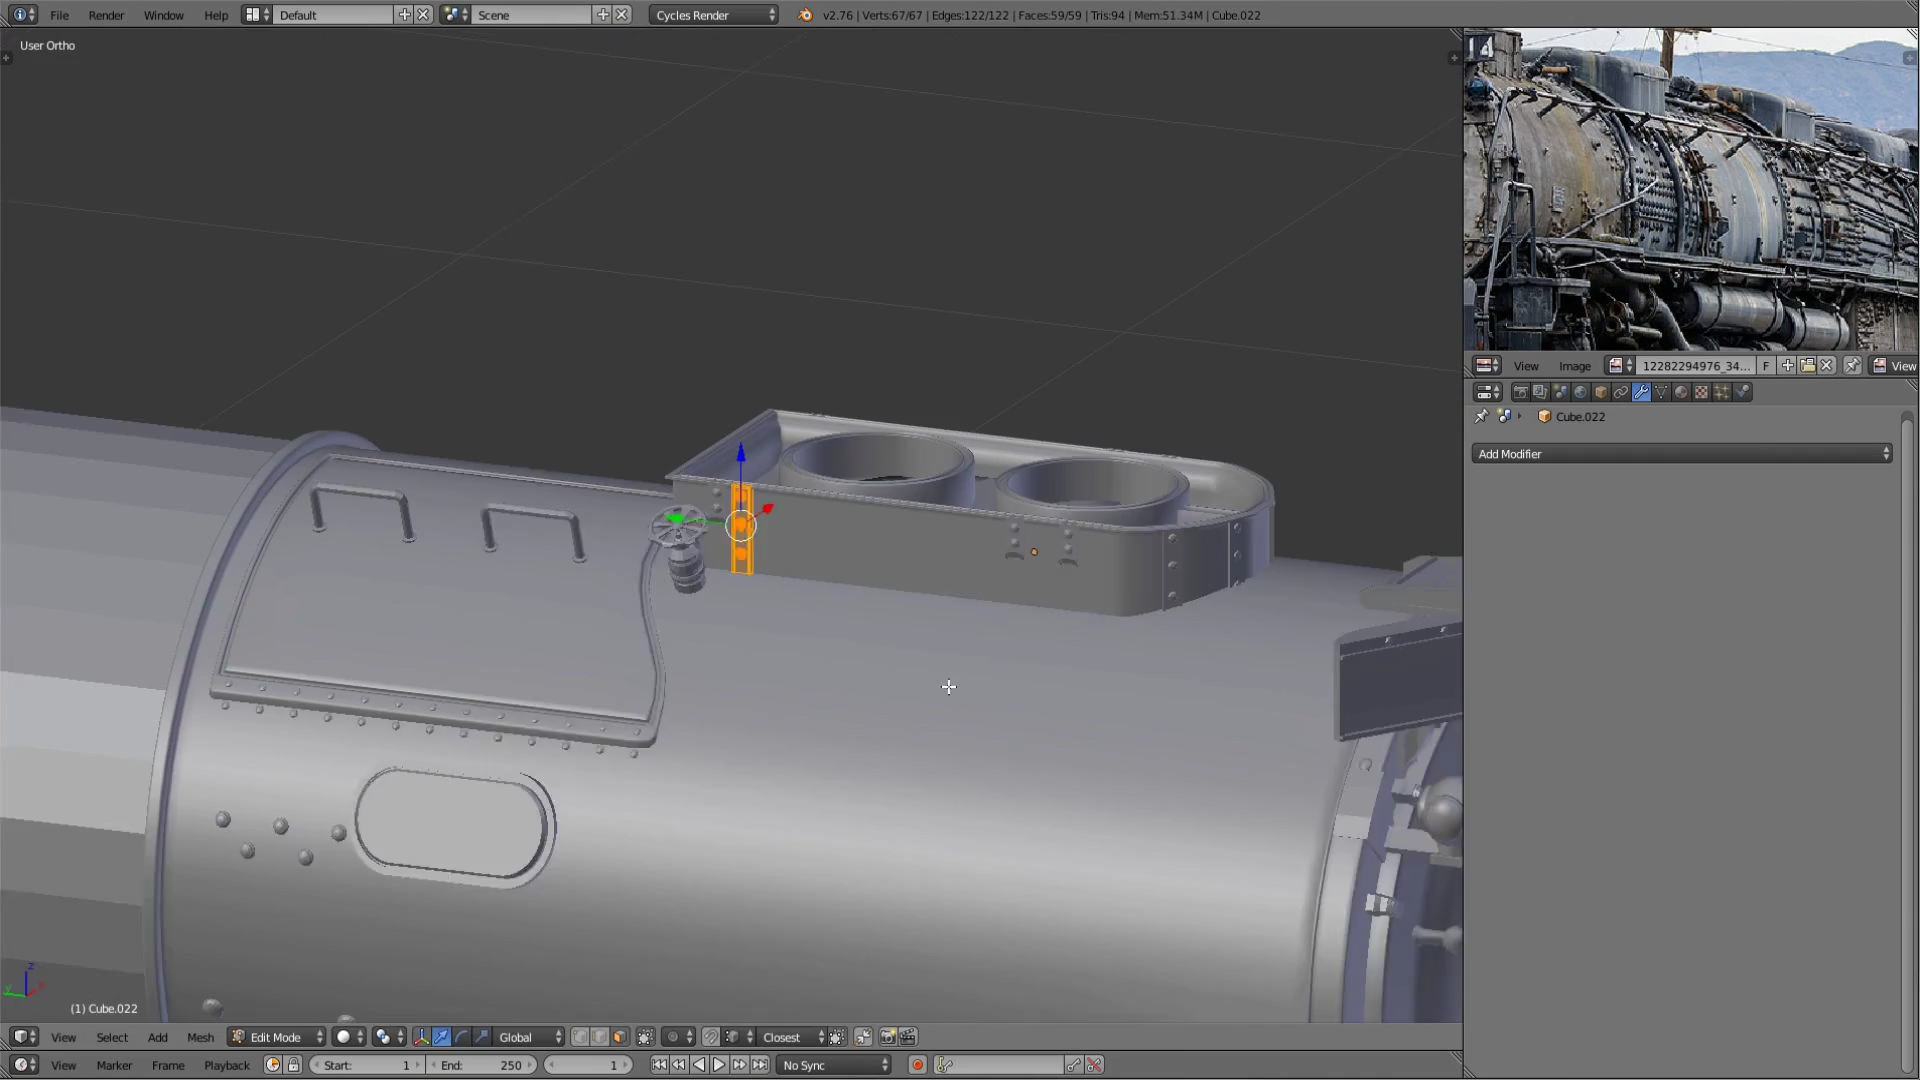 File Render Window Help Default Scene Cycles Render v2.76 | Verts:67/67 | Edges:122/122 | Faces:59/59 | Tris:94 | Mem:51.34M | Cube.022
User Ortho
14
View Image 12282294976_34... F View
Cube.022
Add Modifier
z
y
(1) Cube.022
View Select Add Mesh Edit Mode Global Closest
View Marker Frame Playback Start: 1 End: 250 1 No Sync